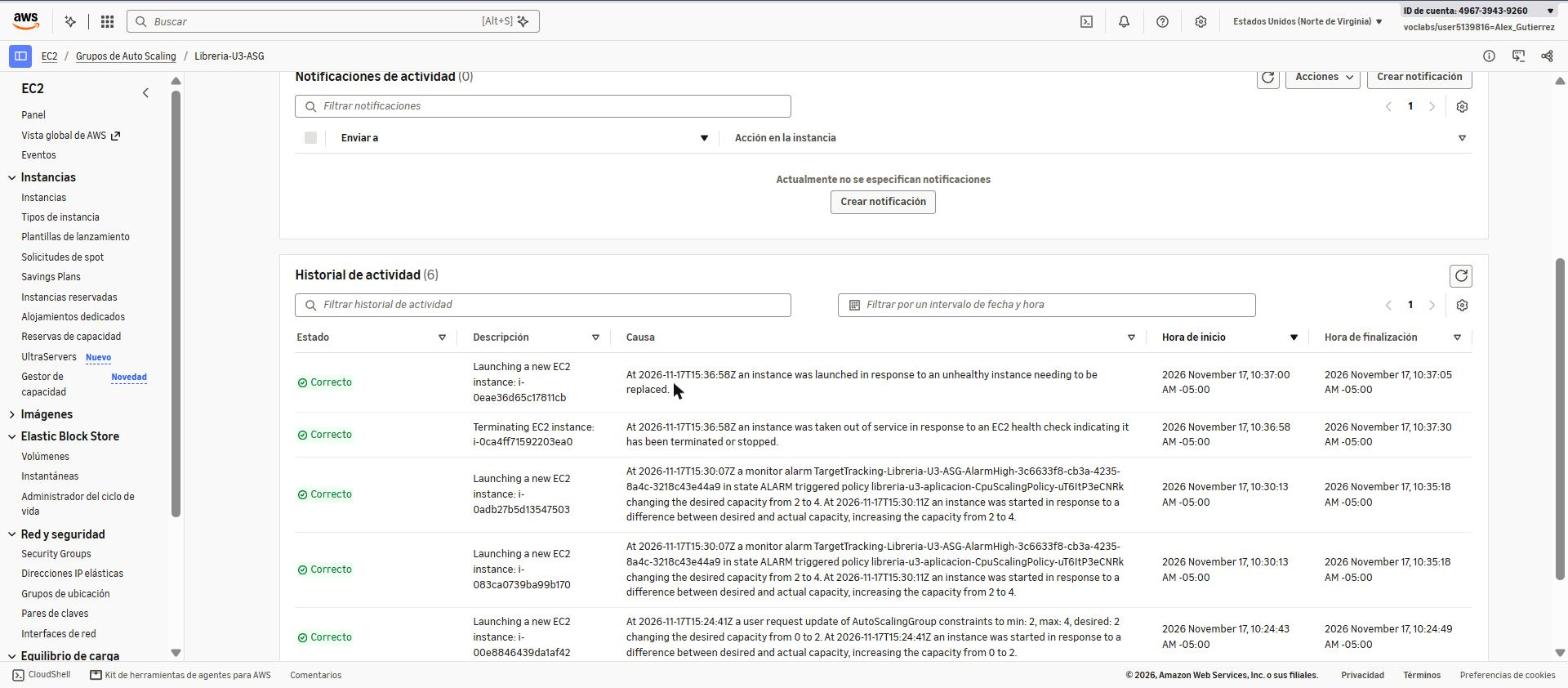 aws
Buscar
[Alt+S]
Estados Unidos (Norte de Virginia)
ID de cuenta: 4967-3943-9260
voclabs/user5139816=Alex_Gutierrez
EC2 / Grupos de Auto Scaling / Libreria-U3-ASG
EC2
Panel
Vista global de AWS
Eventos
Instancias
Instancias
Tipos de instancia
Plantillas de lanzamiento
Solicitudes de spot
Savings Plans
Instancias reservadas
Alojamientos dedicados
Reservas de capacidad
UltraServers Nuevo
Gestor de capacidad Novedad
Imágenes
Elastic Block Store
Volúmenes
Instantáneas
Administrador del ciclo de
vida
Red y seguridad
Security Groups
Direcciones IP elásticas
Grupos de ubicación
Pares de claves
Interfaces de red
Equilibrio de carga
Notificaciones de actividad (0)
Acciones
Crear notificación
Filtrar notificaciones
1
Enviar a
Acción en la instancia
Actualmente no se especifican notificaciones
Crear notificación
Historial de actividad (6)
Filtrar historial de actividad
Filtrar por un intervalo de fecha y hora
1
Estado
Descripción
Causa
Hora de inicio
Hora de finalización
Correcto
Launching a new EC2
instance: i-
0eae36d65c17811cb
At 2026-11-17T15:36:58Z an instance was launched in response to an unhealthy instance needing to be
replaced.
2026 November 17, 10:37:00
AM -05:00
2026 November 17, 10:37:05
AM -05:00
Correcto
Terminating EC2 instance:
i-0ca4ff71592203ea0
At 2026-11-17T15:36:58Z an instance was taken out of service in response to an EC2 health check indicating it
has been terminated or stopped.
2026 November 17, 10:36:58
AM -05:00
2026 November 17, 10:37:30
AM -05:00
Correcto
Launching a new EC2
instance: i-
0adb27b5d13547503
At 2026-11-17T15:30:07Z a monitor alarm TargetTracking-Libreria-U3-ASG-AlarmHigh-3c6633f8-cb3a-4235-
8a4c-3218c43e44a9 in state ALARM triggered policy libreria-u3-aplicacion-CpuScalingPolicy-uT6ItP3eCNRk
changing the desired capacity from 2 to 4. At 2026-11-17T15:30:11Z an instance was started in response to a
difference between desired and actual capacity, increasing the capacity from 2 to 4.
2026 November 17, 10:30:13
AM -05:00
2026 November 17, 10:35:18
AM -05:00
Correcto
Launching a new EC2
instance: i-
083ca0739ba99b170
At 2026-11-17T15:30:07Z a monitor alarm TargetTracking-Libreria-U3-ASG-AlarmHigh-3c6633f8-cb3a-4235-
8a4c-3218c43e44a9 in state ALARM triggered policy libreria-u3-aplicacion-CpuScalingPolicy-uT6ItP3eCNRk
changing the desired capacity from 2 to 4. At 2026-11-17T15:30:11Z an instance was started in response to a
difference between desired and actual capacity, increasing the capacity from 2 to 4.
2026 November 17, 10:30:13
AM -05:00
2026 November 17, 10:35:18
AM -05:00
Correcto
Launching a new EC2
instance: i-
00e8846439da1af42
At 2026-11-17T15:24:41Z a user request update of AutoScalingGroup constraints to min: 2, max: 4, desired: 2
changing the desired capacity from 0 to 2. At 2026-11-17T15:24:41Z an instance was started in response to a
difference between desired and actual capacity, increasing the capacity from 0 to 2.
2026 November 17, 10:24:43
AM -05:00
2026 November 17, 10:24:49
AM -05:00
CloudShell
Kit de herramientas de agentes para AWS
Comentarios
© 2026, Amazon Web Services, Inc. o sus filiales.
Privacidad
Términos
Preferencias de cookies